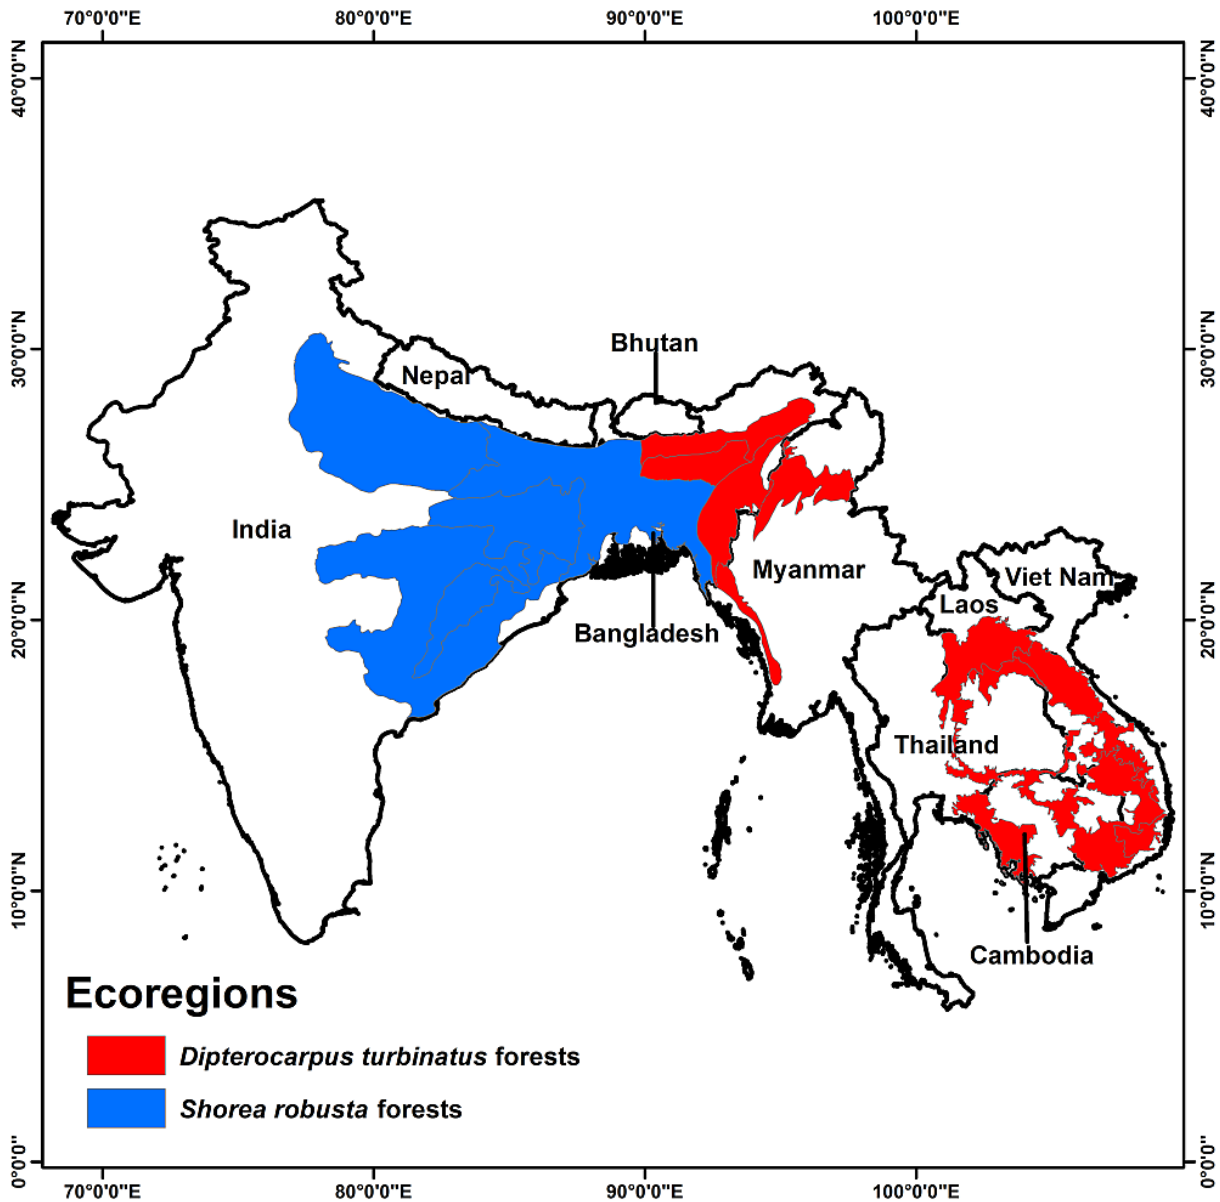 70°0'0"E 80°0'0"E 90°0'0"E 100°0'0"E
40°0'0"N 40°0'0"N
30°0'0"N 30°0'0"N
Bhutan
Nepal
India
Myanmar
Viet Nam
Laos
20°0'0"N 20°0'0"N
Bangladesh
Thailand
10°0'0"N 10°0'0"N
Cambodia
Ecoregions
Dipterocarpus turbinatus forests
Shorea robusta forests
0°0'0" 0°0'0"
70°0'0"E 80°0'0"E 90°0'0"E 100°0'0"E